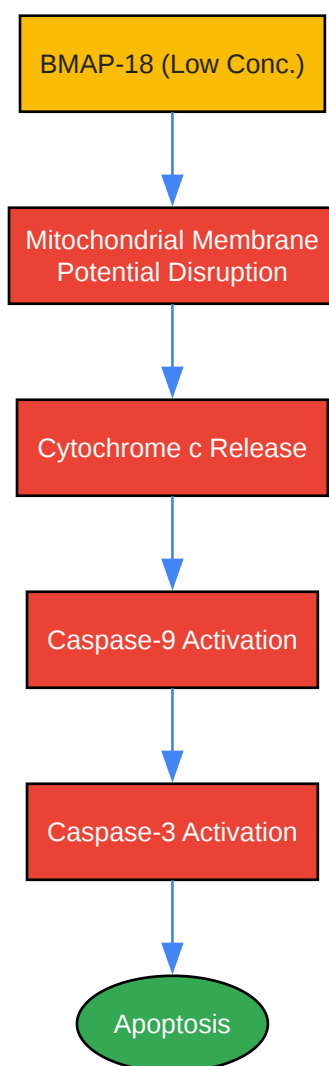 BMAP-18 (Low Conc.)
Mitochondrial Membrane
Potential Disruption
Cytochrome c Release
Caspase-9 Activation
Caspase-3 Activation
Apoptosis